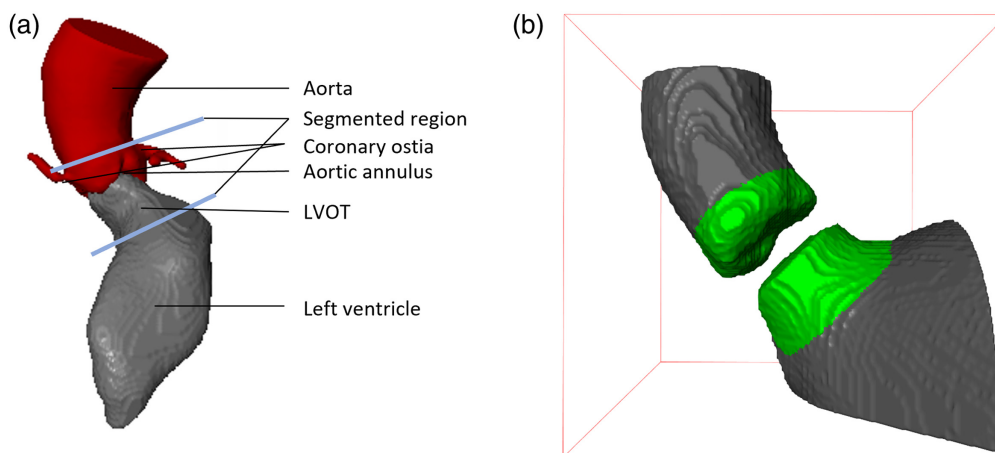 (a)
Aorta
Segmented region
Coronary ostia
Aortic annulus
LVOT
Left ventricle
(b)